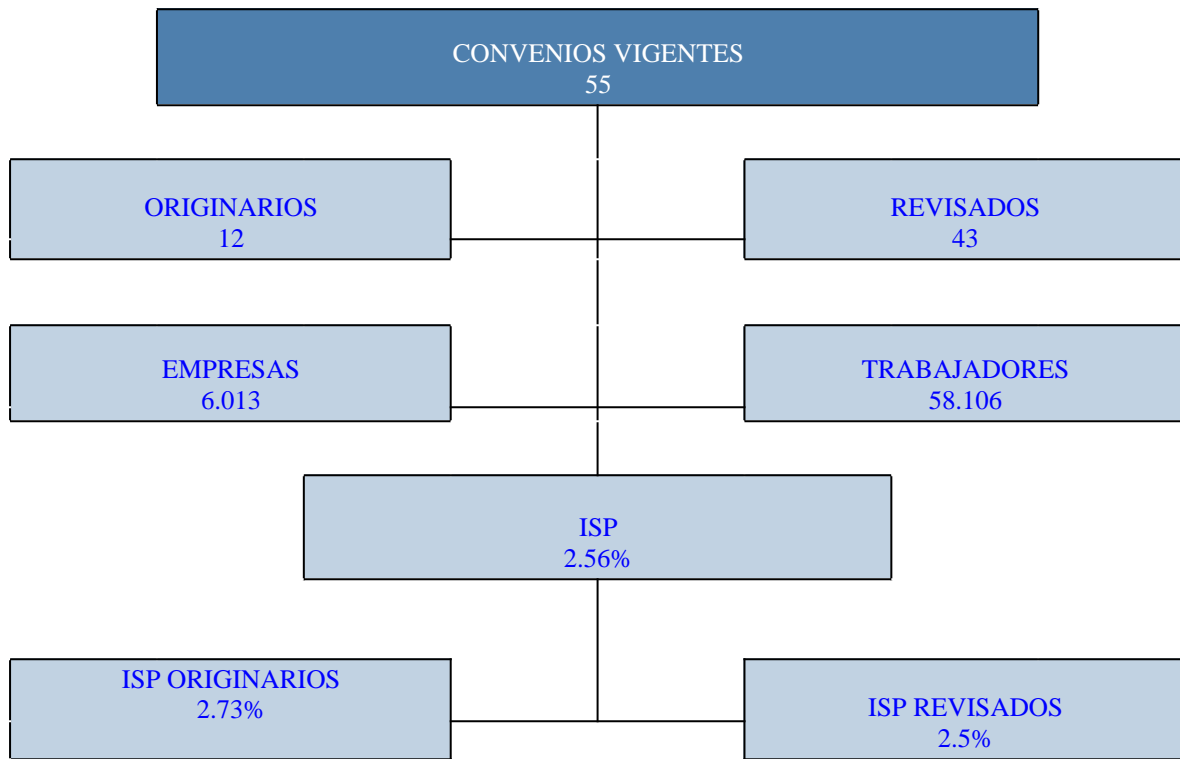 CONVENIOS VIGENTES
55
ORIGINARIOS
12
REVISADOS
43
EMPRESAS
6.013
TRABAJADORES
58.106
ISP
2.56%
ISP ORIGINARIOS
2.73%
ISP REVISADOS
2.5%